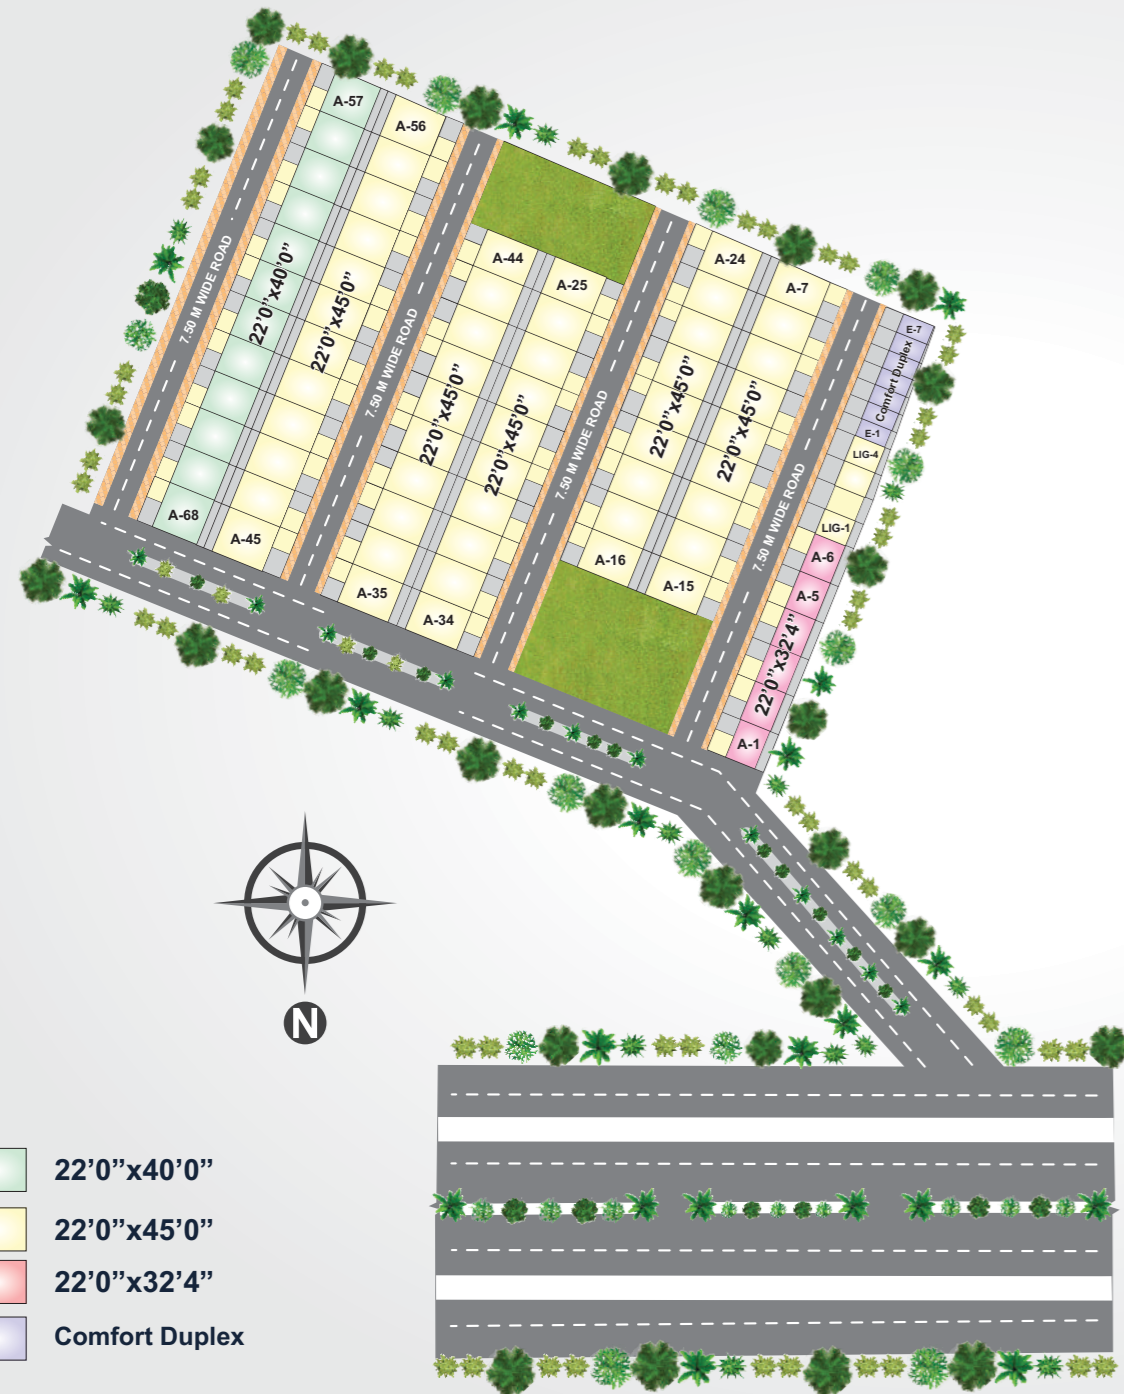 A-57
A-56
A-44
A-25
A-24
A-7
E-7
Comfort Duplex
E-1
LIG-4
LIG-1
A-6
A-5
22’0”x32’4”
A-1
7.50 M WIDE ROAD
22’0”x40’0”
22’0”x45’0”
7.50 M WIDE ROAD
22’0”x45’0”
22’0”x45’0”
7.50 M WIDE ROAD
22’0”x45’0”
22’0”x45’0”
7.50 M WIDE ROAD
A-68
A-45
A-35
A-34
A-16
A-15
N
22’0”x40’0”
22’0”x45’0”
22’0”x32’4”
Comfort Duplex